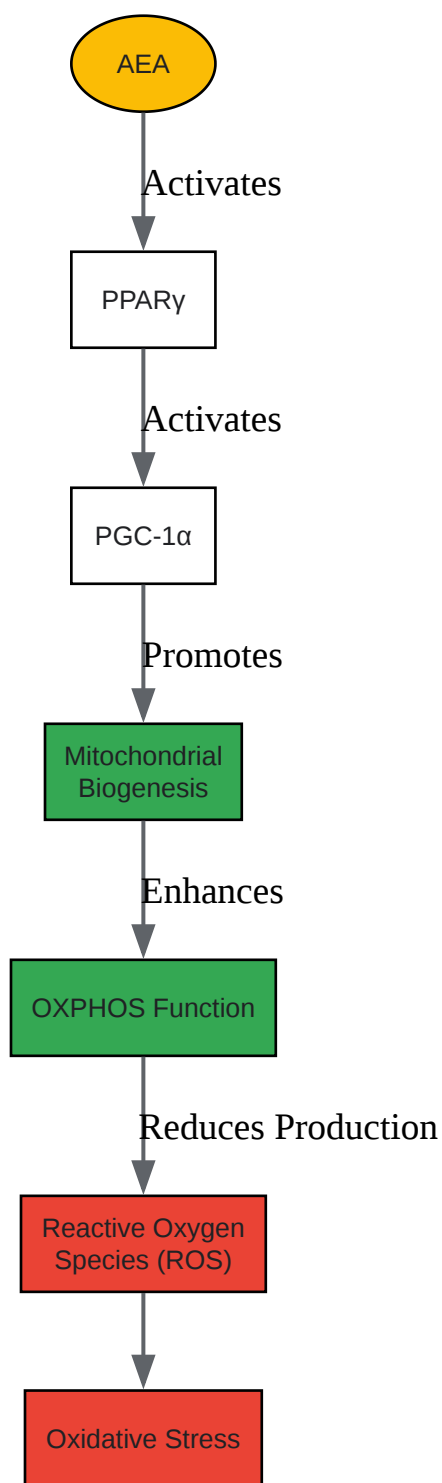 AEA
Activates
PPARγ
Activates
PGC-1α
Promotes
Mitochondrial
Biogenesis
Enhances
OXPHOS Function
Reduces Production
Reactive Oxygen
Species (ROS)
Oxidative Stress